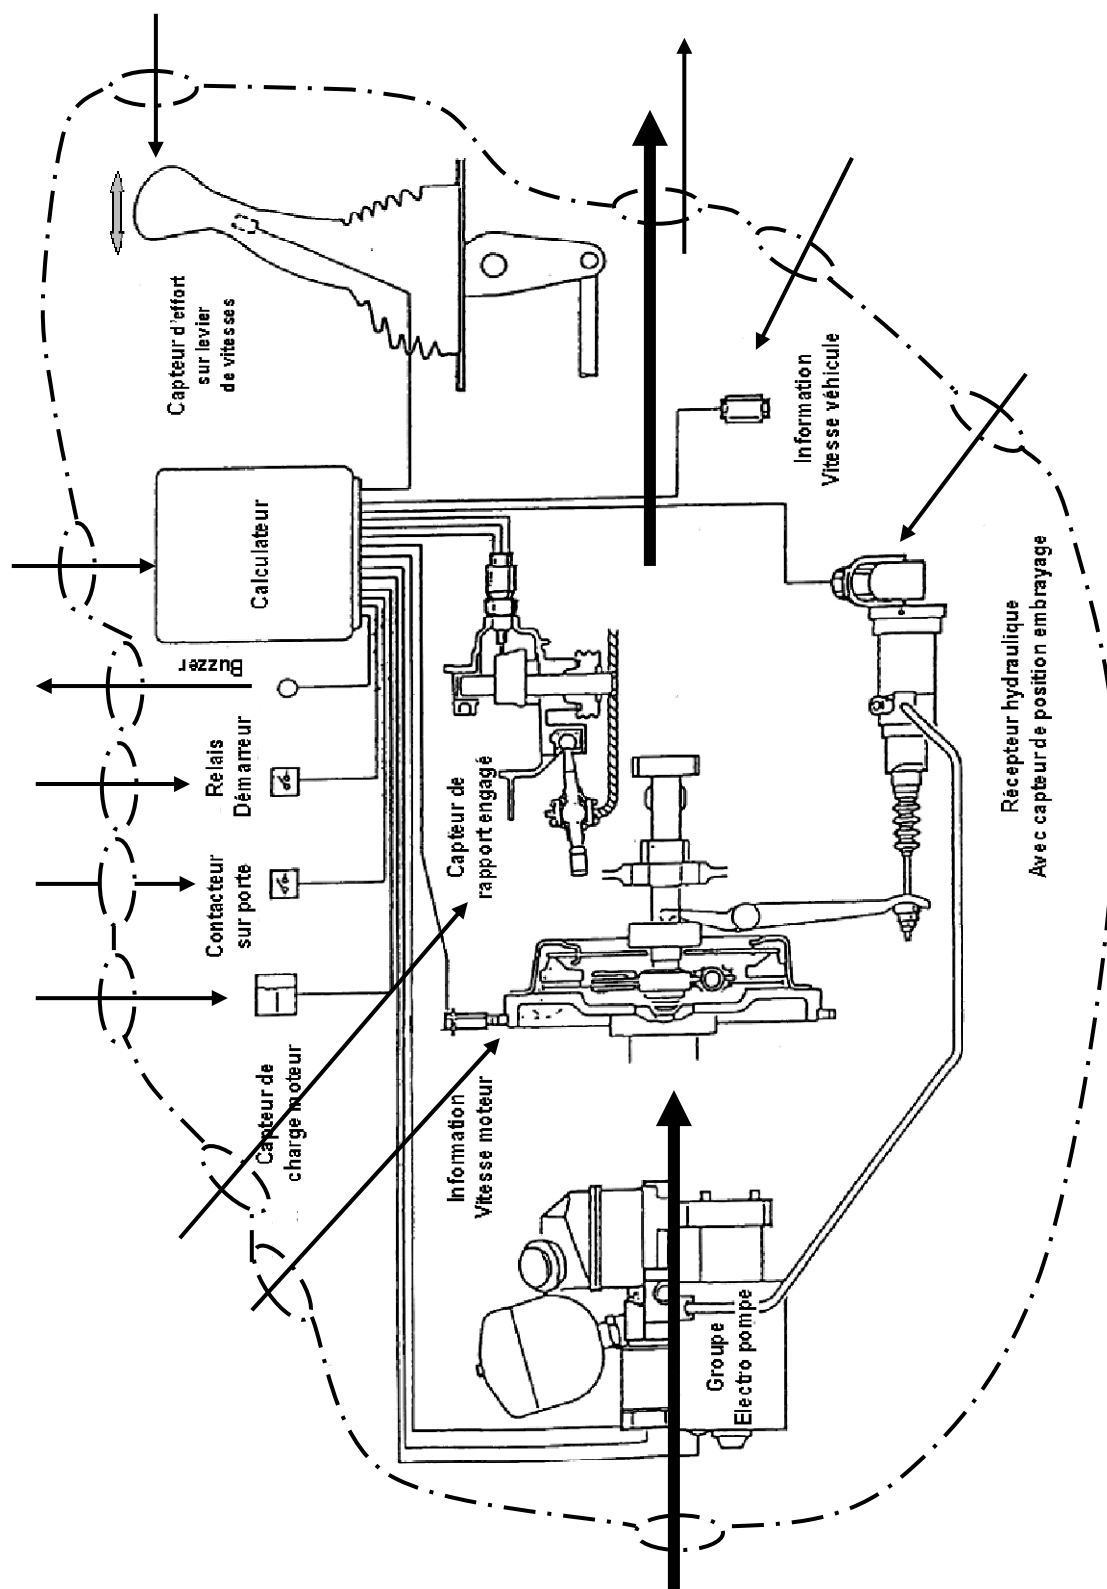 Capteur d'effort
sur levier
de vitesses
Calculateur
Buzzer
Relais
Démarreur
Contacteur
sur porte
Capteur de
charge moteur
Capteur de
rapport engagé
Information
Vitesse moteur
Information
Vitesse véhicule
Récepteur hydraulique
Avec capteur de position embrayage
Groupe
Electro pompe